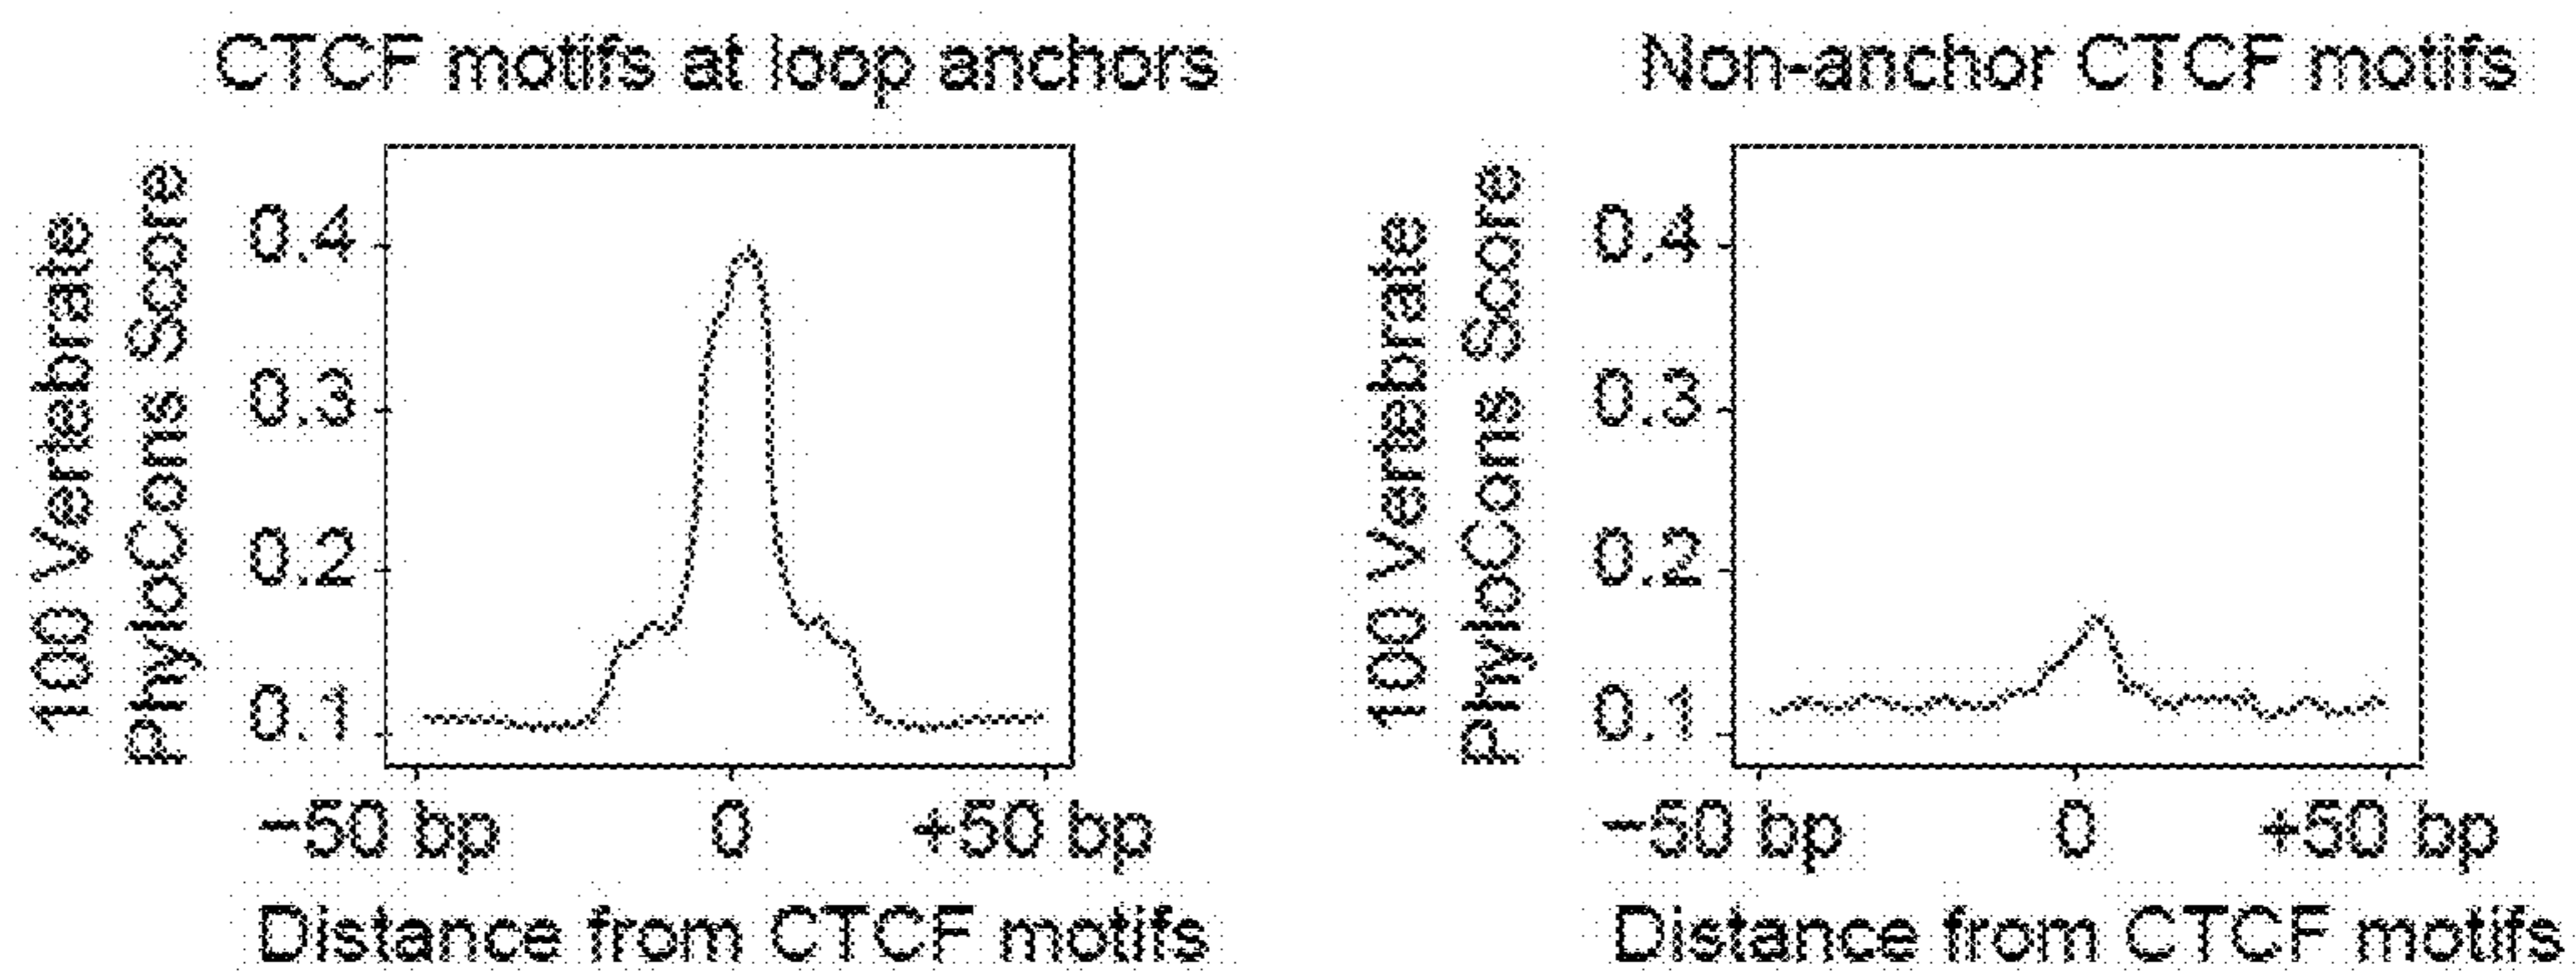 CTCF motifs at loop anchors
100 Vertebrate
PhyloCons Score
0.4
0.3
0.2
0.1
−50 bp 0 +50 bp
Distance from CTCF motifs
Non-anchor CTCF motifs
100 Vertebrate
PhyloCons Score
0.4
0.3
0.2
0.1
−50 bp 0 +50 bp
Distance from CTCF motifs